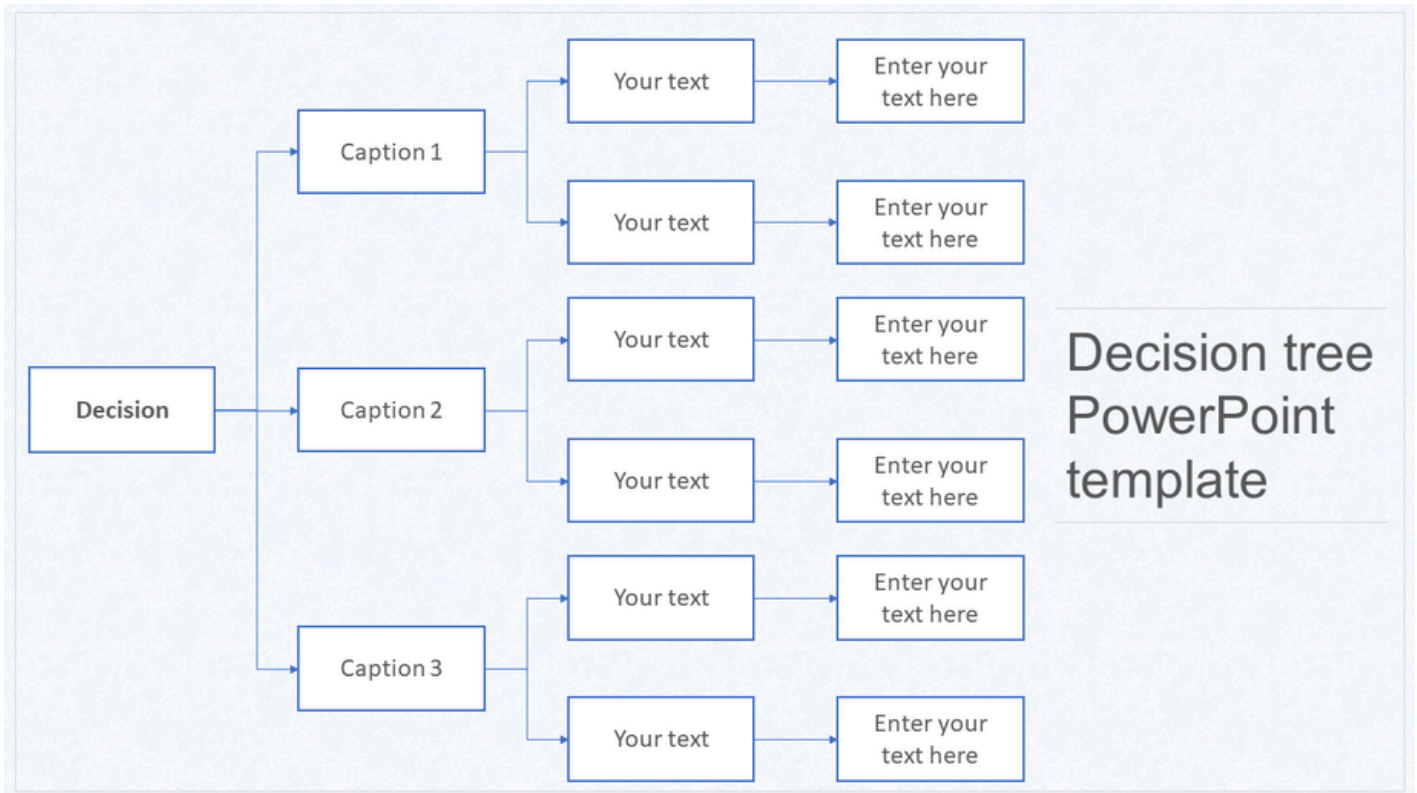 Your text
Enter your
text here
Caption 1
Your text
Enter your
text here
Your text
Enter your
text here
Decision
Caption 2
Your text
Enter your
text here
Your text
Enter your
text here
Caption 3
Your text
Enter your
text here
Decision tree
PowerPoint
template